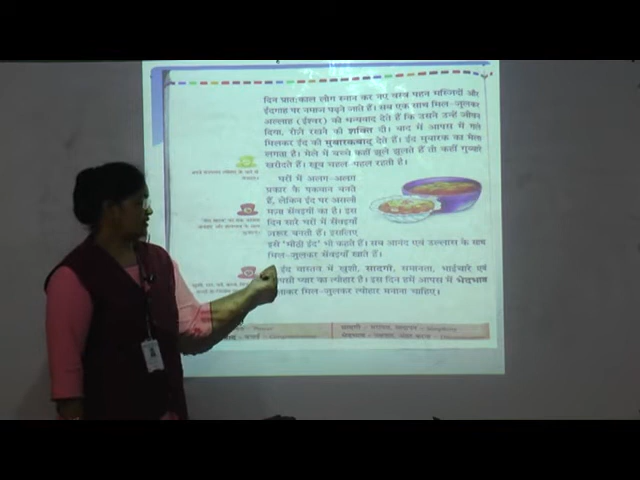 दिन प्रातःकाल लोग स्नान कर नए वस्त्र पहन मस्जिदों और
ईदगाह पर नमाज पढ़ने जाते हैं। सब एक साथ मिल-जुलकर
अल्लाह (ईश्वर) को धन्यवाद देते हैं कि उसने उन्हें जीवन
दिया, रोज़े रखने की शक्ति दी। बाद में आपस में गले
मिलकर ईद की मुबारकबाद देते हैं। ईद मुबारक का मेला
लगता है। मेले में बच्चे कहीं झूले झूलते हैं तो कहीं गुब्बारे
खरीदते हैं। खूब चहल-पहल रहती है।
घरों में अलग-अलग
प्रकार के पकवान बनते
हैं, लेकिन ईद पर असली
मज़ा सेंवइयों का है। इस
दिन सारे घरों में सेंवइयाँ
ज़रूर बनती हैं। इसलिए
इसे 'मीठी ईद' भी कहते हैं। सब आनंद एवं उल्लास के साथ
मिल-जुलकर सेंवइयाँ खाते हैं।
ईद वास्तव में खुशी, सादगी, समानता, भाईचारे एवं
पसी प्यार का त्योहार है। इस दिन हमें आपस में भेदभाव
लाकर मिल-जुलकर त्योहार मनाना चाहिए।